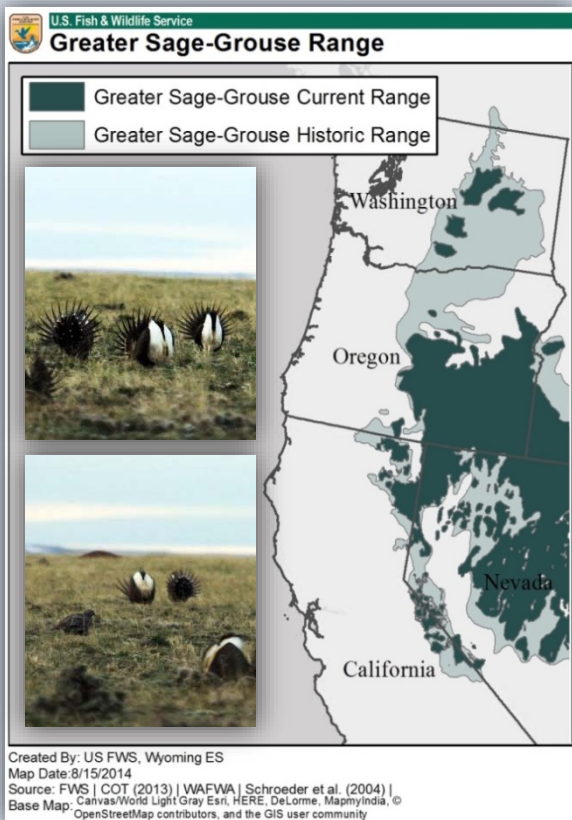 U.S. Fish & Wildlife Service
Greater Sage-Grouse Range
Greater Sage-Grouse Current Range
Greater Sage-Grouse Historic Range
Washington
Oregon
Nevada
California
Created By: US FWS, Wyoming ES
Map Date:8/15/2014
Source: FWS | COT (2013) | WAFWA | Schroeder et al. (2004) |
Base Map: Canvas/World Light Gray Esri, HERE, DeLorme, MapmyIndia, ©
OpenStreetMap contributors, and the GIS user community